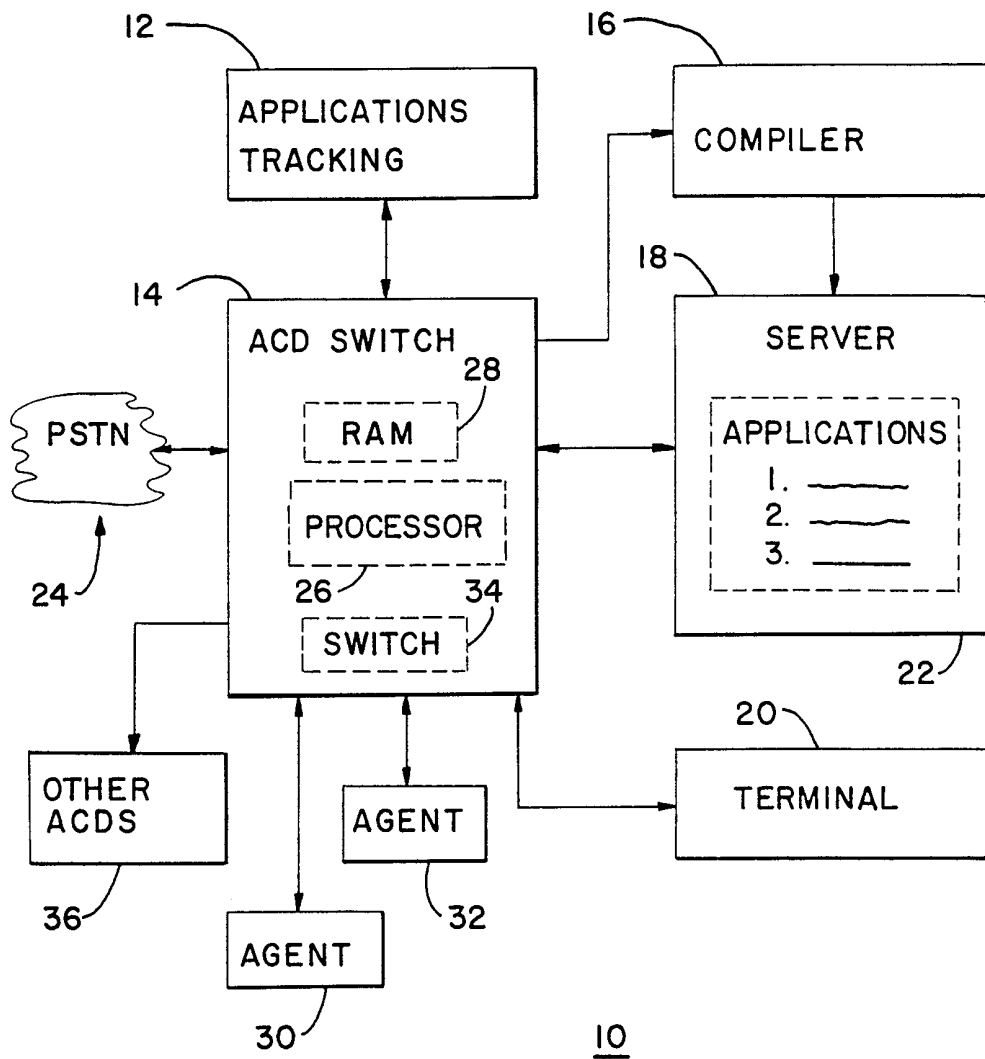 12
16
APPLICATIONS
TRACKING
COMPILER
14
18
ACD SWITCH
SERVER
28
PSTN
RAM
APPLICATIONS
1.
PROCESSOR
2.
3.
24
26
34
SWITCH
22
20
OTHER
ACDS
AGENT
TERMINAL
36
32
AGENT
30
10